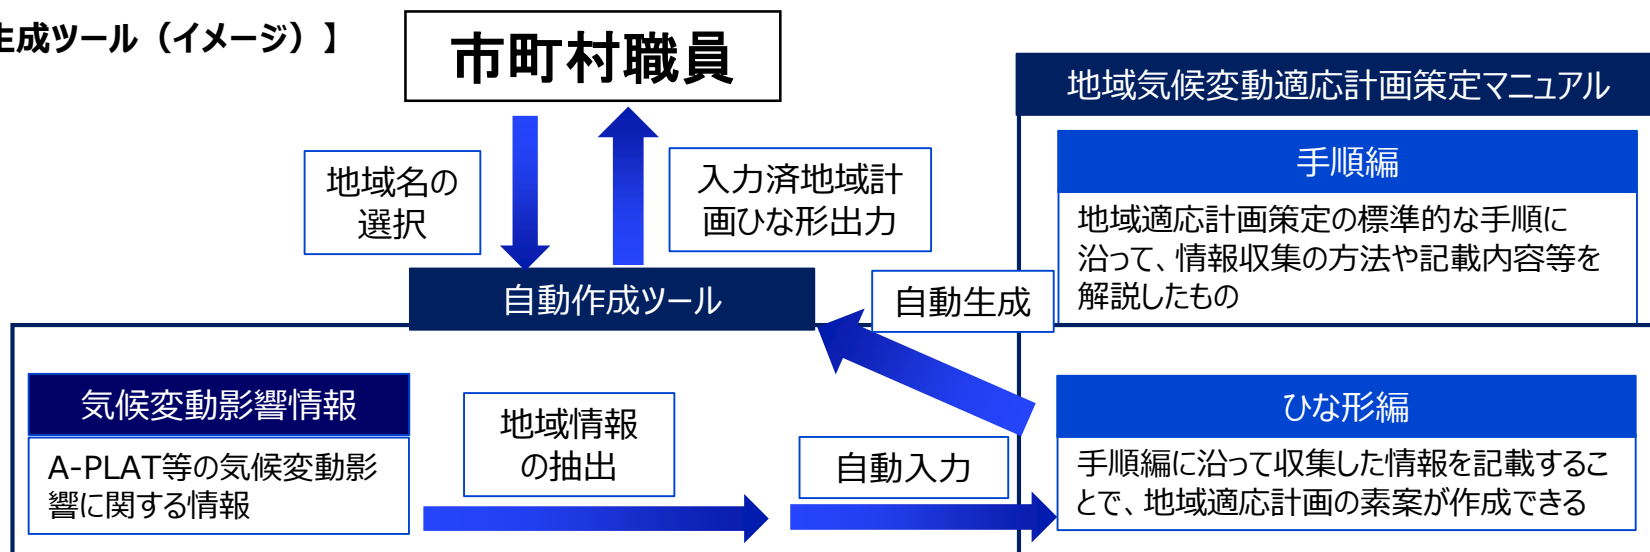 生成ツール（イメージ）】
市町村職員
地域気候変動適応計画策定マニュアル
手順編
地域適応計画策定の標準的な手順に
沿って、情報収集の方法や記載内容等を
解説したもの
地域名の
選択
入力済地域計
画ひな形出力
自動作成ツール
自動生成
気候変動影響情報
A-PLAT等の気候変動影
響に関する情報
地域情報
の抽出
自動入力
ひな形編
手順編に沿って収集した情報を記載するこ
とで、地域適応計画の素案が作成できる